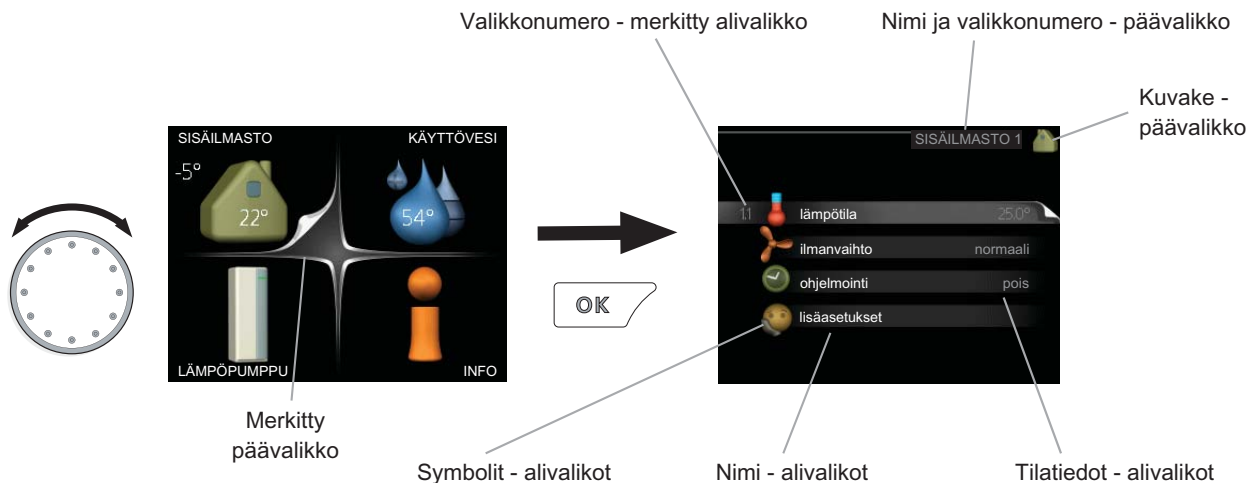 Valikkonumero - merkitty alivalikko
Nimi ja valikkonumero - päävalikko
Kuvake -
päävalikko
SISÄILMASTO
KÄYTTÖVESI
-5°
22°
54°
LÄMPÖPUMPPU
INFO
Merkitty
päävalikko
OK
SISÄILMASTO 1
1.1
lämpötila
25.0°
ilmanvaihto
normaali
ohjelmointi
pois
lisäasetukset
Symbolit - alivalikot
Nimi - alivalikot
Tilatiedot - alivalikot